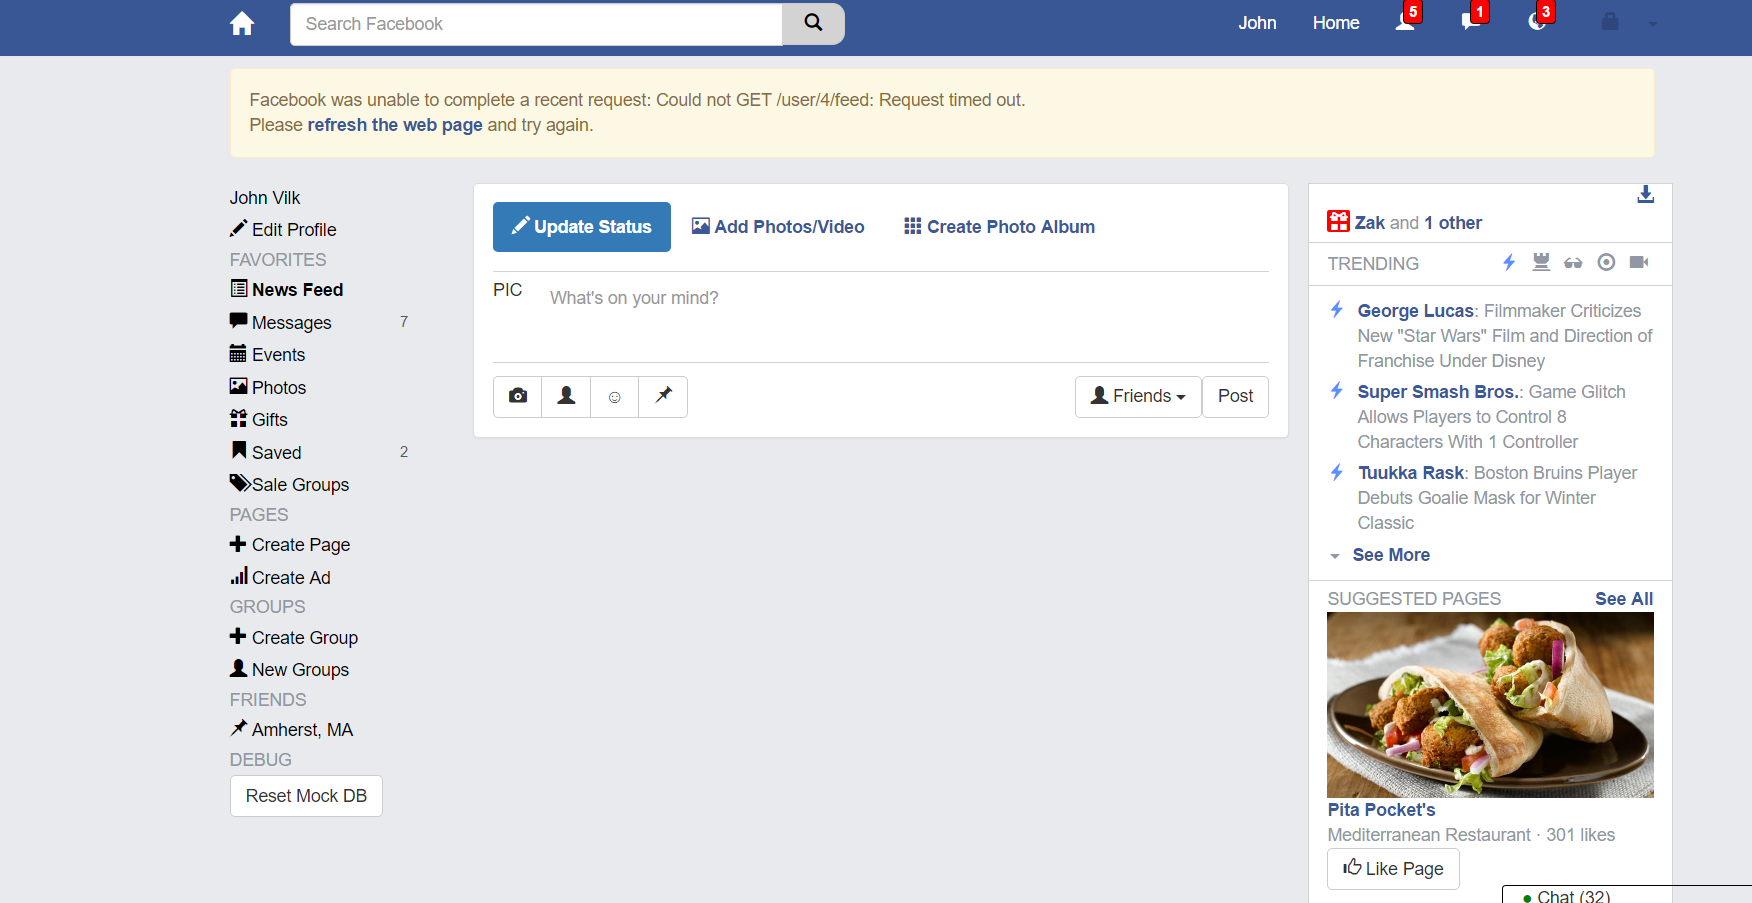 Search Facebook
John
Home
5
1
3
Facebook was unable to complete a recent request: Could not GET /user/4/feed: Request timed out.
Please refresh the web page and try again.
John Vilk
Edit Profile
FAVORITES
News Feed
Messages 7
Events
Photos
Gifts
Saved 2
Sale Groups
PAGES
Create Page
Create Ad
GROUPS
Create Group
New Groups
FRIENDS
Amherst, MA
DEBUG
Reset Mock DB
Update Status
Add Photos/Video
Create Photo Album
PIC
What's on your mind?
Friends
Post
Zak and 1 other
TRENDING
George Lucas: Filmmaker Criticizes
New "Star Wars" Film and Direction of
Franchise Under Disney
Super Smash Bros.: Game Glitch
Allows Players to Control 8
Characters With 1 Controller
Tuukka Rask: Boston Bruins Player
Debuts Goalie Mask for Winter
Classic
See More
SUGGESTED PAGES See All
Pita Pocket's
Mediterranean Restaurant · 301 likes
Like Page
Chat (32)